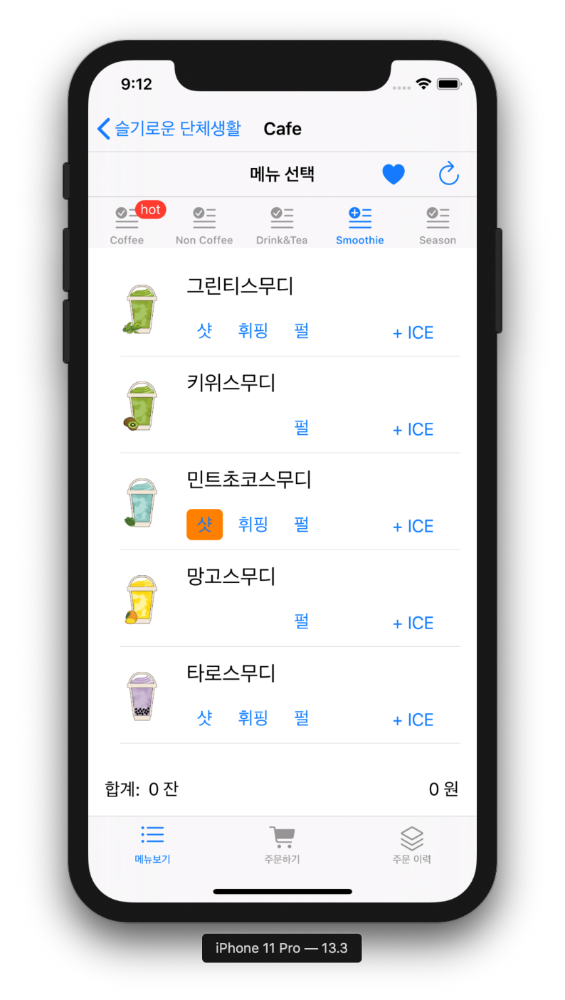 9:12
슬기로운 단체생활 Cafe
메뉴 선택
hot
Coffee Non Coffee Drink&Tea Smoothie Season
그린티스무디
샷 휘핑 펄 + ICE
키위스무디
펄 + ICE
민트초코스무디
샷 휘핑 펄 + ICE
망고스무디
펄 + ICE
타로스무디
샷 휘핑 펄 + ICE
합계: 0 잔 0 원
메뉴보기 주문하기 주문 이력
iPhone 11 Pro — 13.3